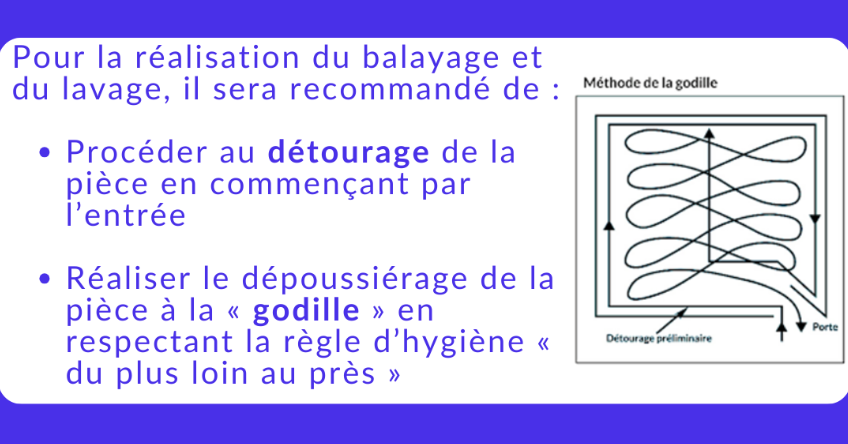 Pour la réalisation du balayage et
du lavage, il sera recommandé de :
• Procéder au détourage de la
pièce en commençant par
l'entrée
• Réaliser le dépoussiérage de la
pièce à la « godille » en
respectant la règle d'hygiène «
du plus loin au près »
Méthode de la godille
Porte
Détourage préliminaire